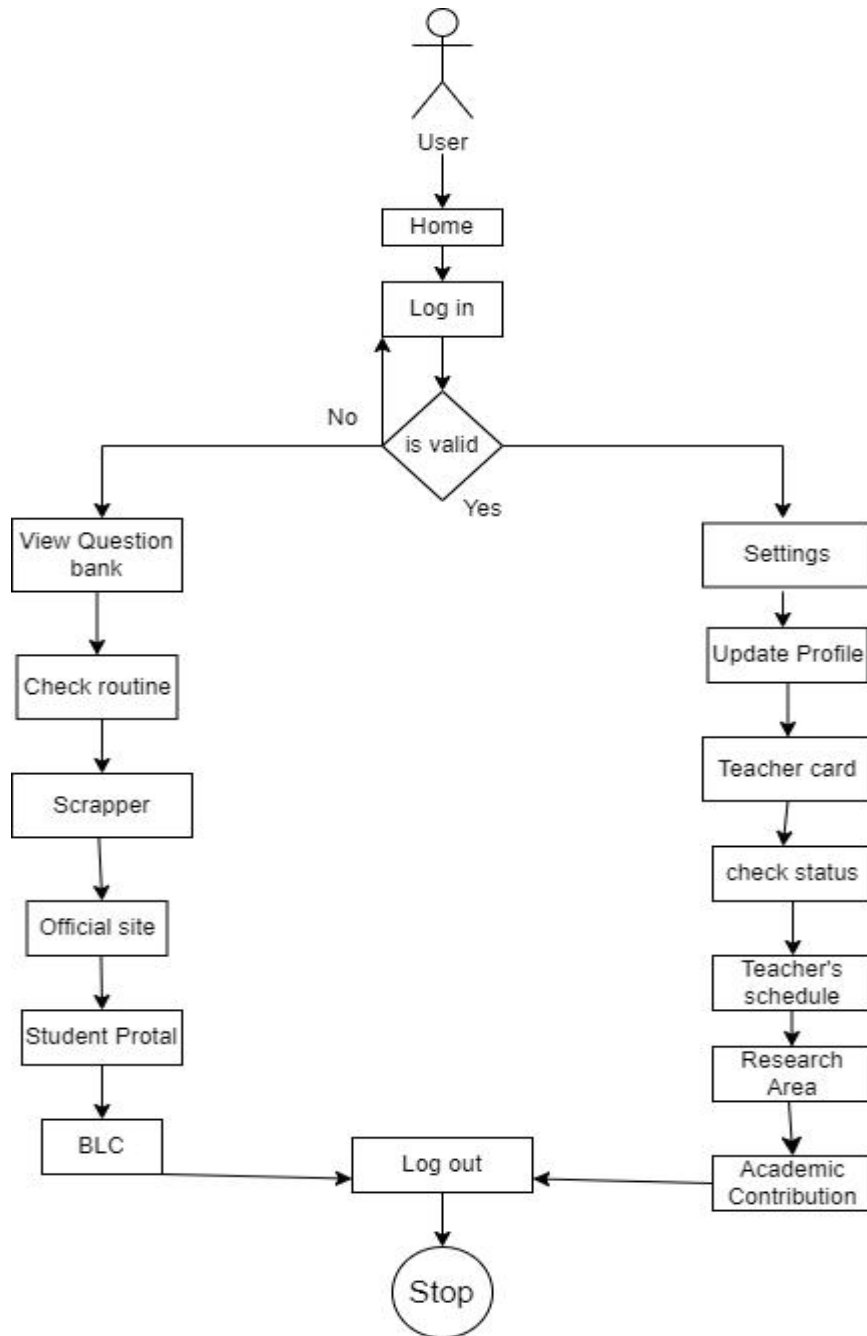 User
Home
Log in
No
is valid
Yes
View Question
bank
Check routine
Scrapper
Official site
Student Protal
BLC
Settings
Update Profile
Teacher card
check status
Teacher's
schedule
Research
Area
Academic
Contribution
Log out
Stop